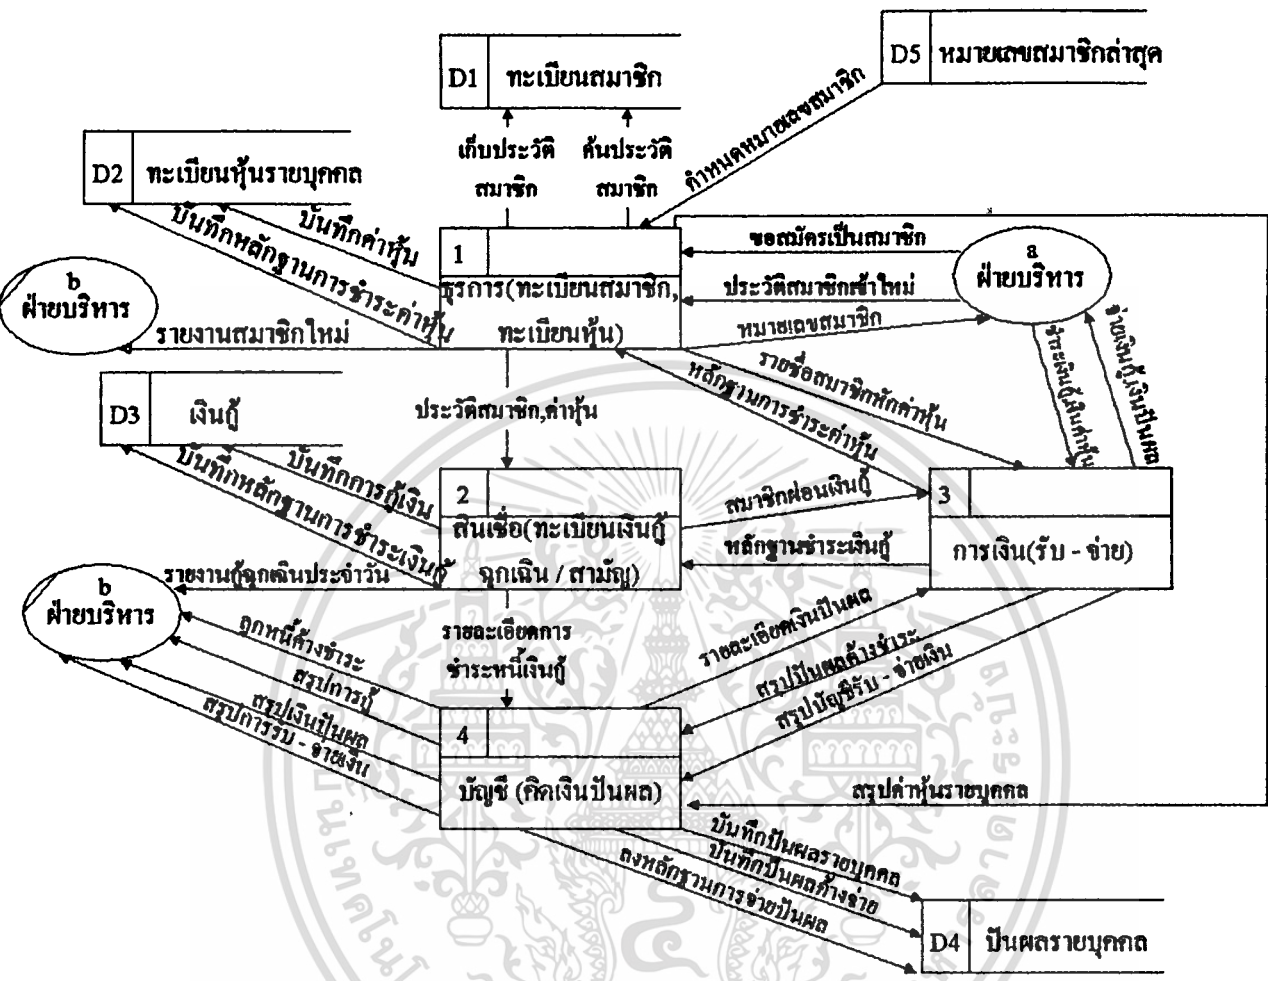 D5 หมายเลขสมาชิกล่าสุด
D1 ทะเบียนสมาชิก
กำหนดหมายเลขสมาชิก
เก็บประวัติ
สมาชิก
ค้นประวัติ
สมาชิก
D2 ทะเบียนหุ้นรายบุคคล
บันทึกค่าหุ้น
บันทึกหลักฐานการชำระค่าหุ้น
1
ธุรการ(ทะเบียนสมาชิก,
ทะเบียนหุ้น)
ขอสมัครเป็นสมาชิก
ประวัติสมาชิกเข้าใหม่
หมายเลขสมาชิก
a
ฝ่ายบริหาร
b
ฝ่ายบริหาร
รายงานสมาชิกใหม่
รายชื่อสมาชิกหักค่าหุ้น
หลักฐานการชำระค่าหุ้น
ชำระเงินกู้,เงินค่าหุ้น
จ่ายเงินกู้,เงินปันผล
ประวัติสมาชิก,ค่าหุ้น
D3 เงินกู้
บันทึกการกู้เงิน
บันทึกหลักฐานการชำระเงินกู้
2
สินเชื่อ(ทะเบียนเงินกู้
ฉุกเฉิน / สามัญ)
สมาชิกผ่อนเงินกู้
หลักฐานชำระเงินกู้
3
การเงิน(รับ - จ่าย)
รายงานกู้ฉุกเฉินประจำวัน
b
ฝ่ายบริหาร
ลูกหนี้ค้างชำระ
สรุปการกู้
สรุปเงินปันผล
สรุปการรับ - จ่ายเงิน
รายละเอียดการ
ชำระหนี้เงินกู้
รายละเอียดเงินปันผล
สรุปปันผลค้างชำระ
สรุปบัญชีรับ - จ่ายเงิน
4
บัญชี (คิดเงินปันผล)
สรุปค่าหุ้นรายบุคคล
บันทึกปันผลรายบุคคล
บันทึกปันผลค้างจ่าย
ลงหลักฐานการจ่ายปันผล
D4 ปันผลรายบุคคล